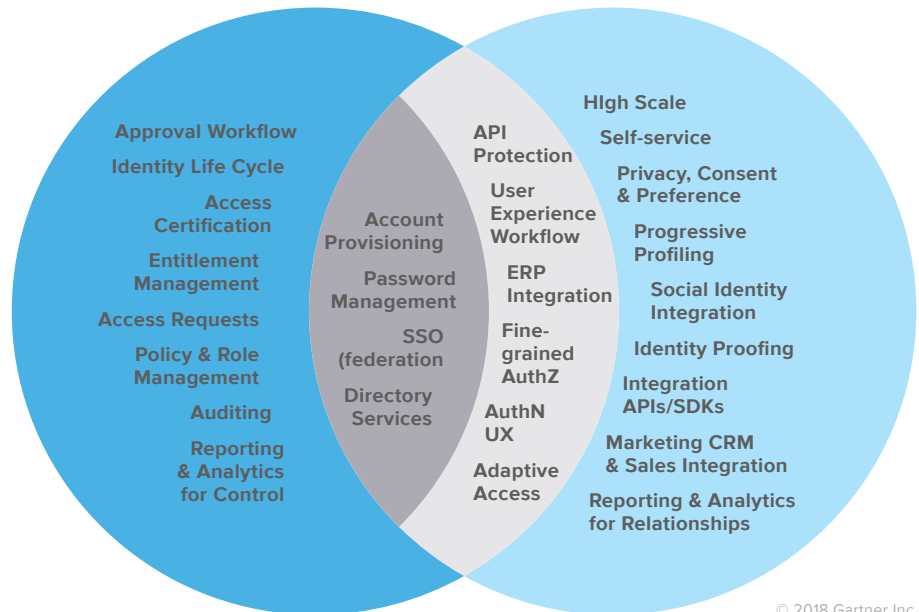 Approval Workflow
Identity Life Cycle
Access
Certification
Entitlement
Management
Access Requests
Policy & Role
Management
Auditing
Reporting
& Analytics
for Control
Account
Provisioning
Password
Management
SSO
(federation
Directory
Services
API
Protection
User
Experience
Workflow
ERP
Integration
Fine-
grained
AuthZ
AuthN
UX
Adaptive
Access
HIgh Scale
Self-service
Privacy, Consent
& Preference
Progressive
Profiling
Social Identity
Integration
Identity Proofing
Integration
APIs/SDKs
Marketing CRM
& Sales Integration
Reporting & Analytics
for Relationships
© 2018 Gartner Inc